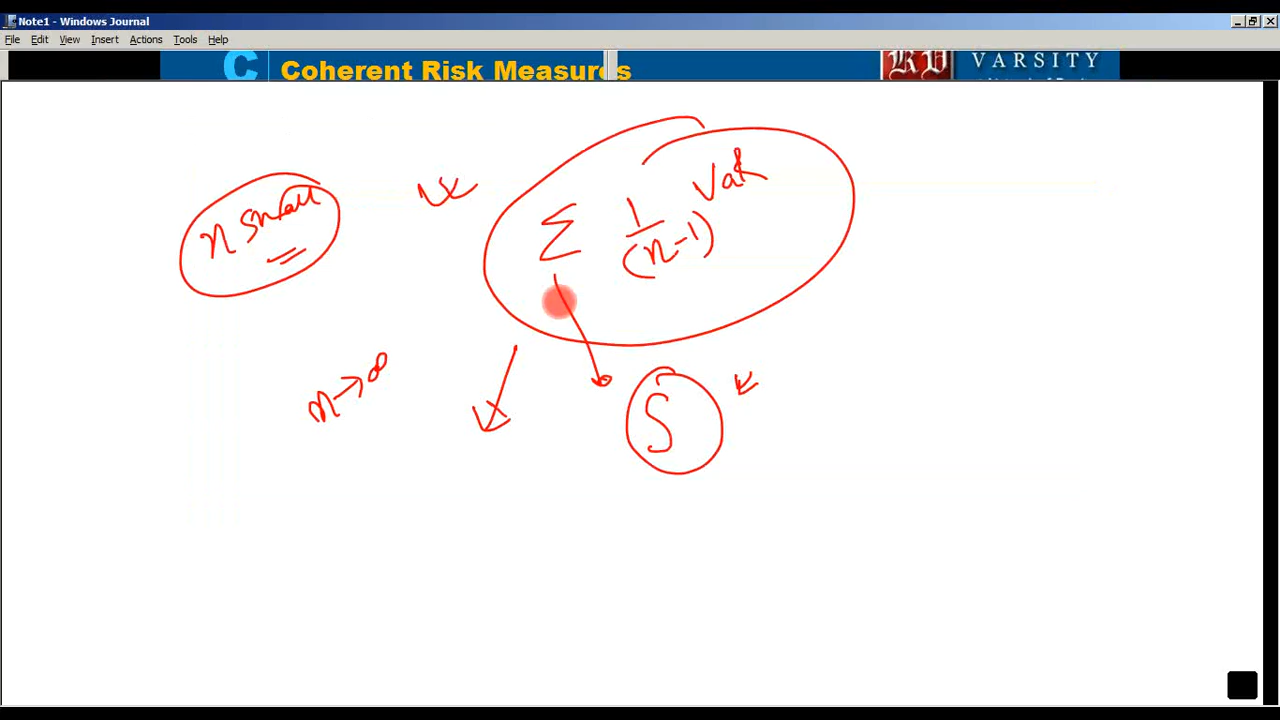 Note1 - Windows Journal
File Edit View Insert Actions Tools Help
C Coherent Risk Measures
VARSITY
n small
Σ 1/(n-1) VaR
n→∞
∫